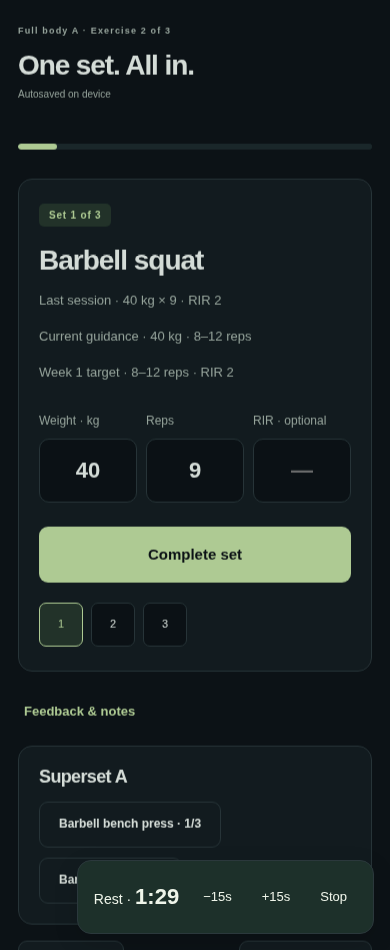 Full body A · Exercise 2 of 3
One set. All in.
Autosaved on device
Set 1 of 3
Barbell squat
Last session · 40 kg × 9 · RIR 2
Current guidance · 40 kg · 8–12 reps
Week 1 target · 8–12 reps · RIR 2
Weight · kg Reps RIR · optional
40 9 —
Complete set
1 2 3
Feedback & notes
Superset A
Barbell bench press · 1/3
Rest · 1:29 −15s +15s Stop